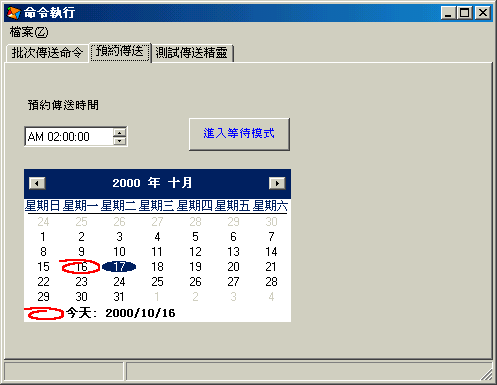 命令執行
檔案(Z)
批次傳送命令 預約傳送 測試傳送精靈
預約傳送時間
AM 02:00:00
進入等待模式
2000 年 十月
星期日 星期一 星期二 星期三 星期四 星期五 星期六
24 25 26 27 28 29 30
1 2 3 4 5 6 7
8 9 10 11 12 13 14
15 16 17 18 19 20 21
22 23 24 25 26 27 28
29 30 31 1 2 3 4
今天: 2000/10/16